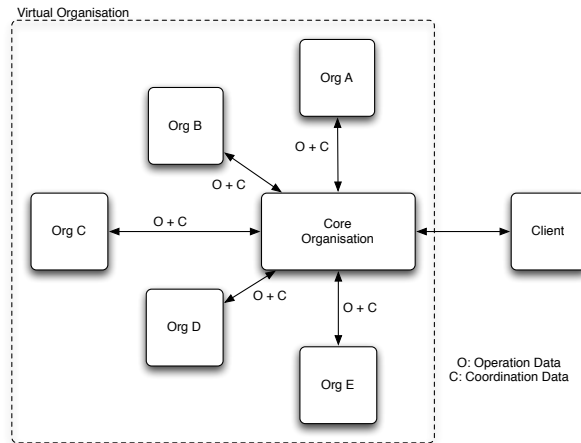 Virtual Organisation
Org A
Org B
O + C
O + C
Org C
O + C
Core
Organisation
Client
Org D
O + C
O + C
Org E
O: Operation Data
C: Coordination Data